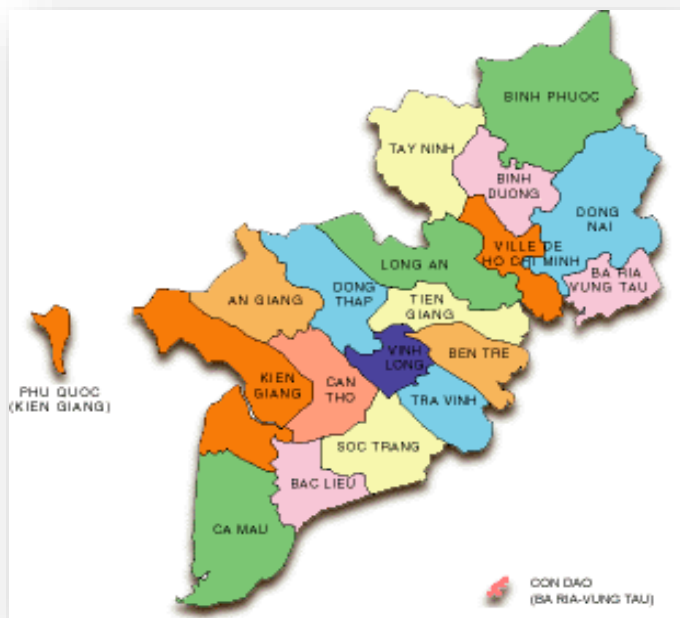 BINH PHUOC
TAY NINH
BINH
DUONG
DONG
NAI
VILLE DE
HO CHI MINH
BA RIA
VUNG TAU
LONG AN
DONG
THAP
TIEN
GIANG
AN GIANG
VINH
LONG
BEN TRE
KIEN
GIANG
CAN
THO
TRA VINH
PHU QUOC
(KIEN GIANG)
SOC TRANG
BAC LIEU
CA MAU
CON DAO
(BA RIA-VUNG TAU)